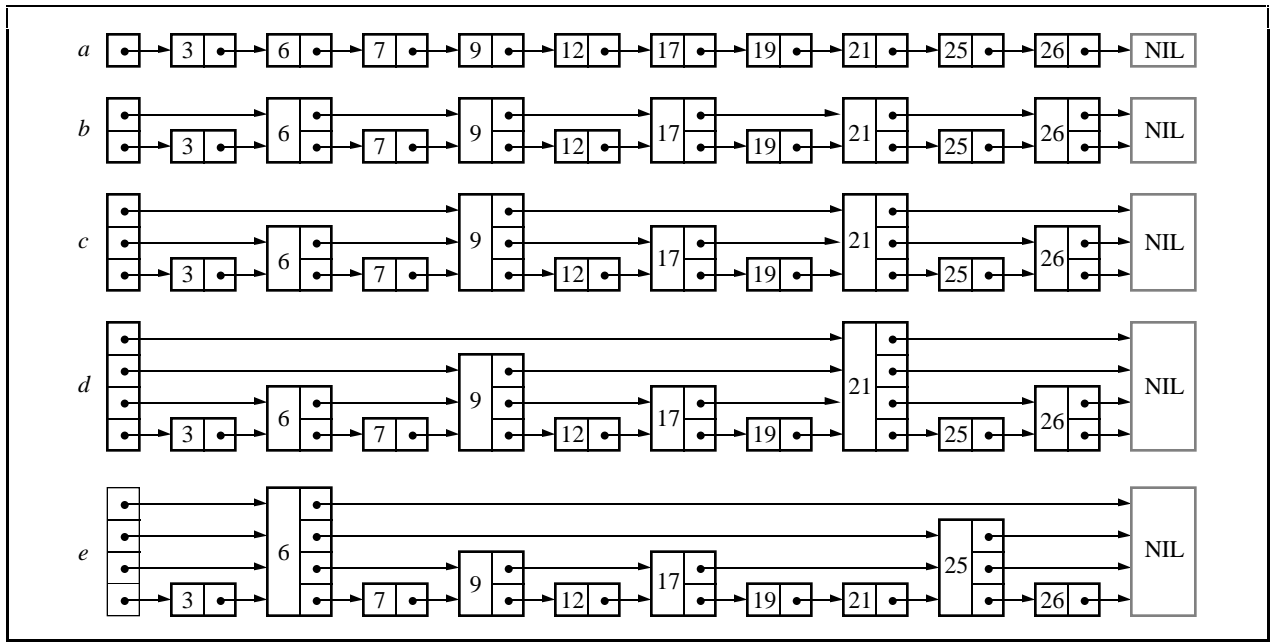 a 3 6 7 9 12 17 19 21 25 26 NIL
b 3 6 7 9 12 17 19 21 25 26 NIL
c 3 6 7 9 12 17 19 21 25 26 NIL
d 3 6 7 9 12 17 19 21 25 26 NIL
e 3 6 7 9 12 17 19 21 25 26 NIL